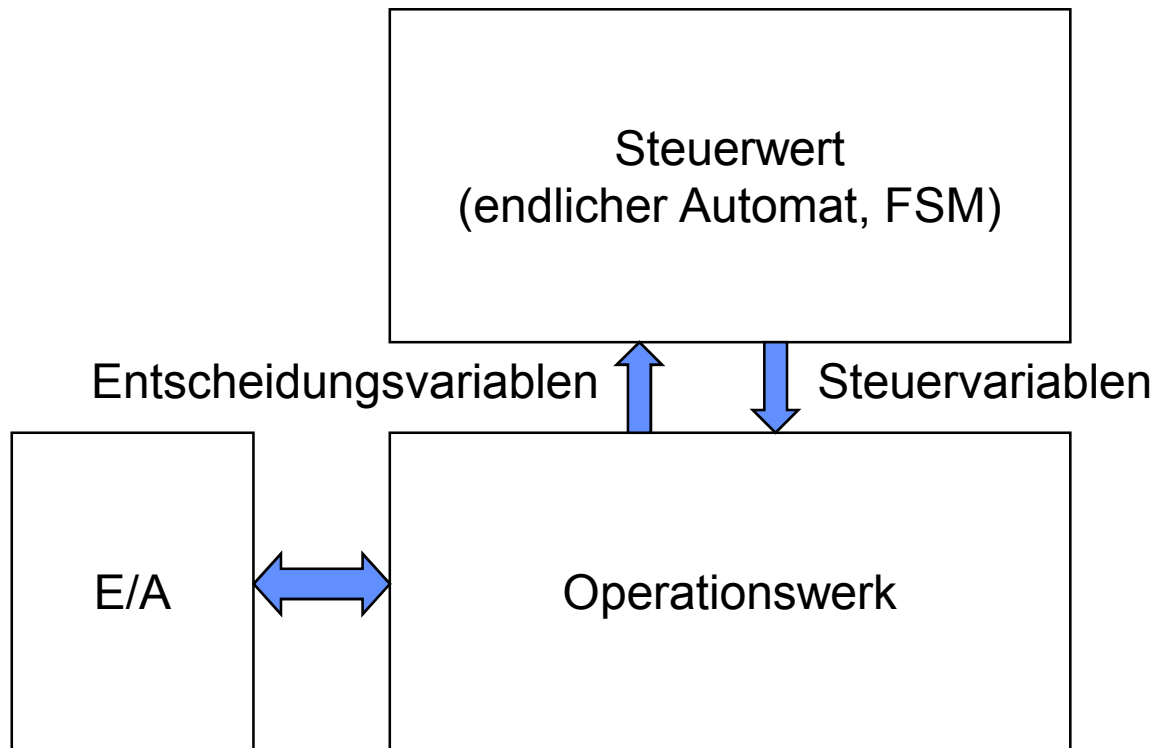 Steuerwert
(endlicher Automat, FSM)
Entscheidungsvariablen
Steuervariablen
E/A
Operationswerk